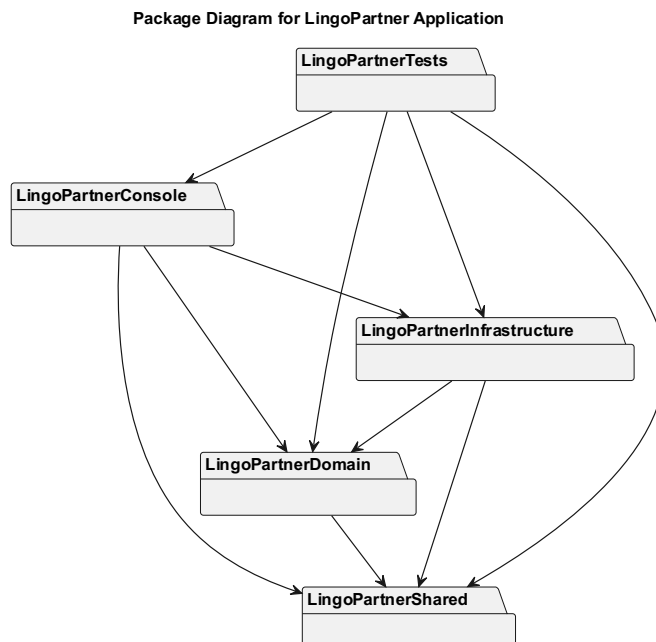 Package Diagram for LingoPartner Application
LingoPartnerTests
LingoPartnerConsole
LingoPartnerInfrastructure
LingoPartnerDomain
LingoPartnerShared